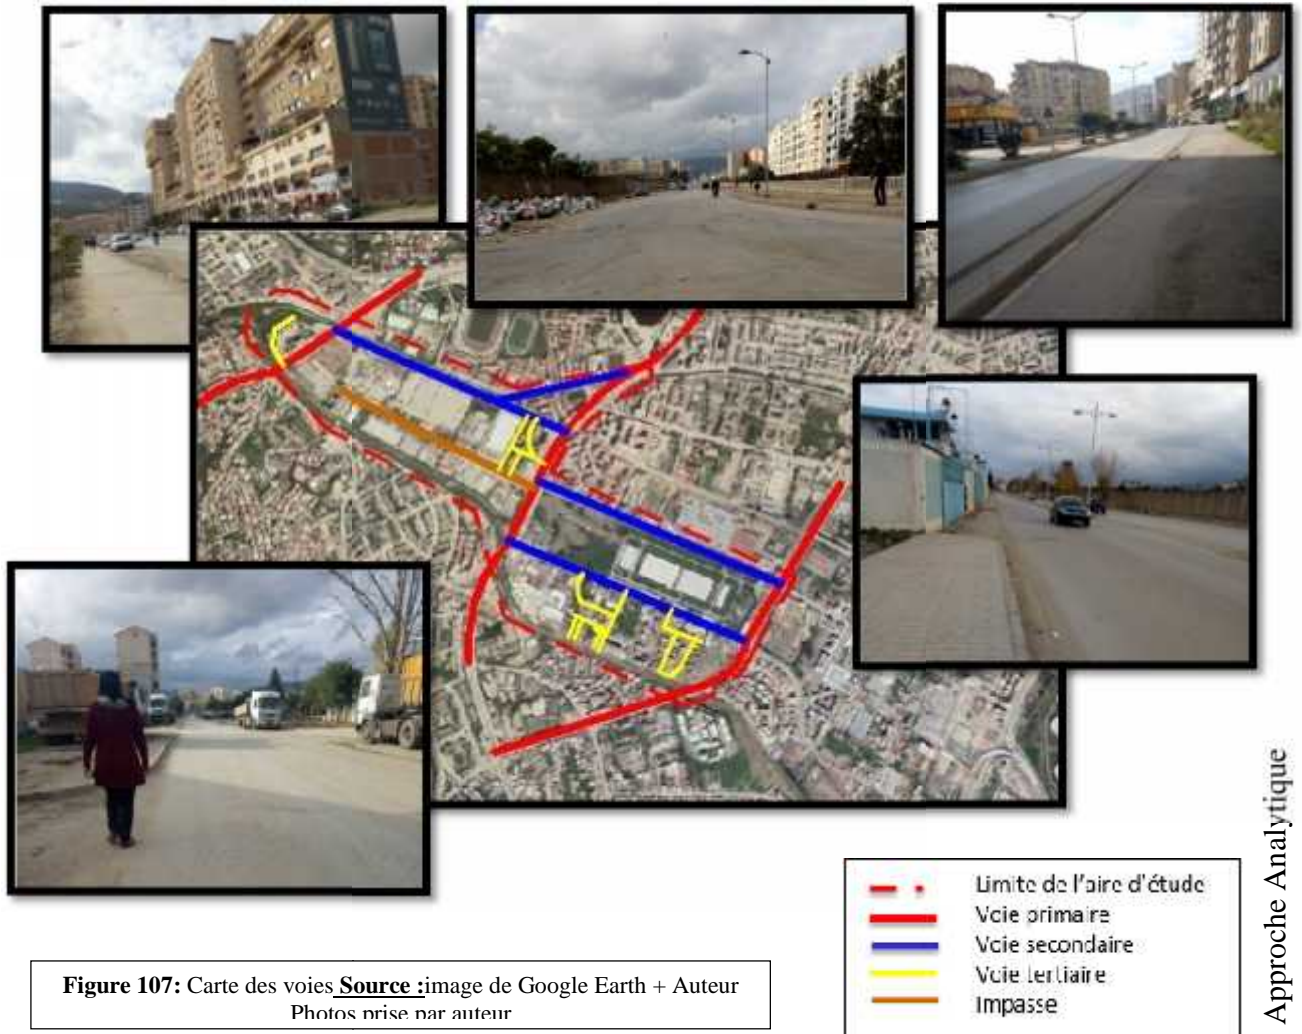 Approche Analytique
Limite de l'aire d'étude
Voie primaire
Voie secondaire
Voie tertiaire
Impasse
Figure 107: Carte des voies Source :image de Google Earth + Auteur
Photos prise par auteur